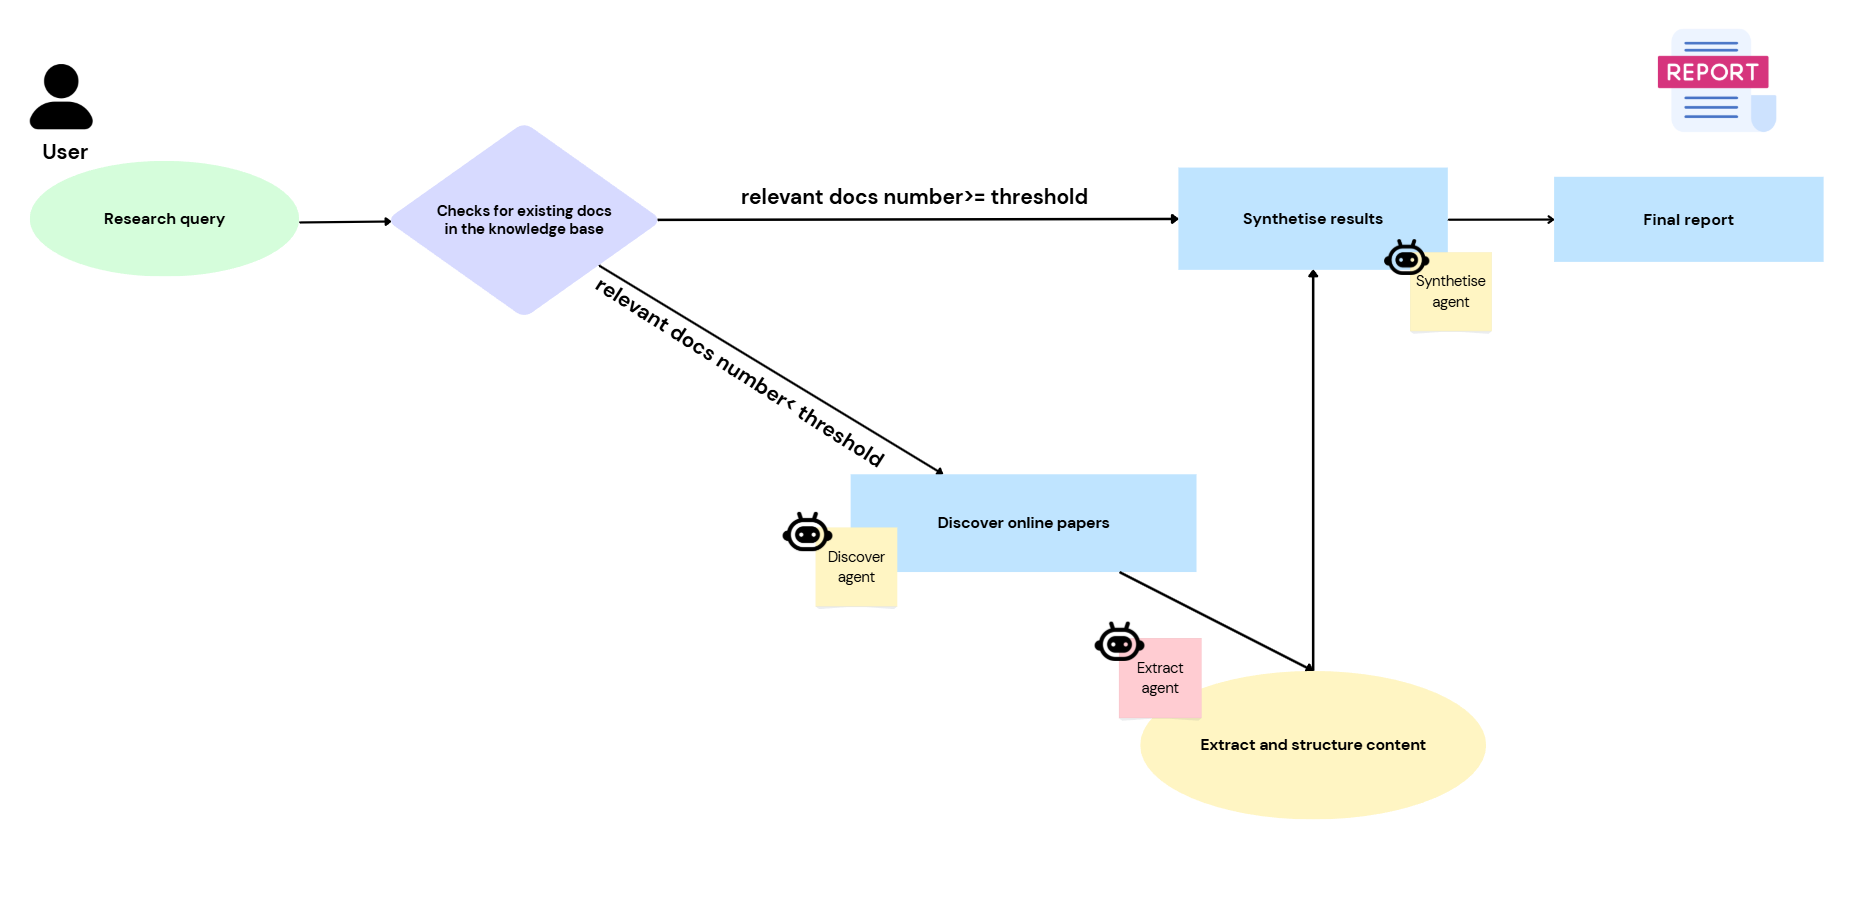 REPORT
User
Research query
Checks for existing docs
in the knowledge base
relevant docs number>= threshold
Synthetise results
Final report
Synthetise
agent
relevant docs number< threshold
Discover online papers
Discover
agent
Extract
agent
Extract and structure content